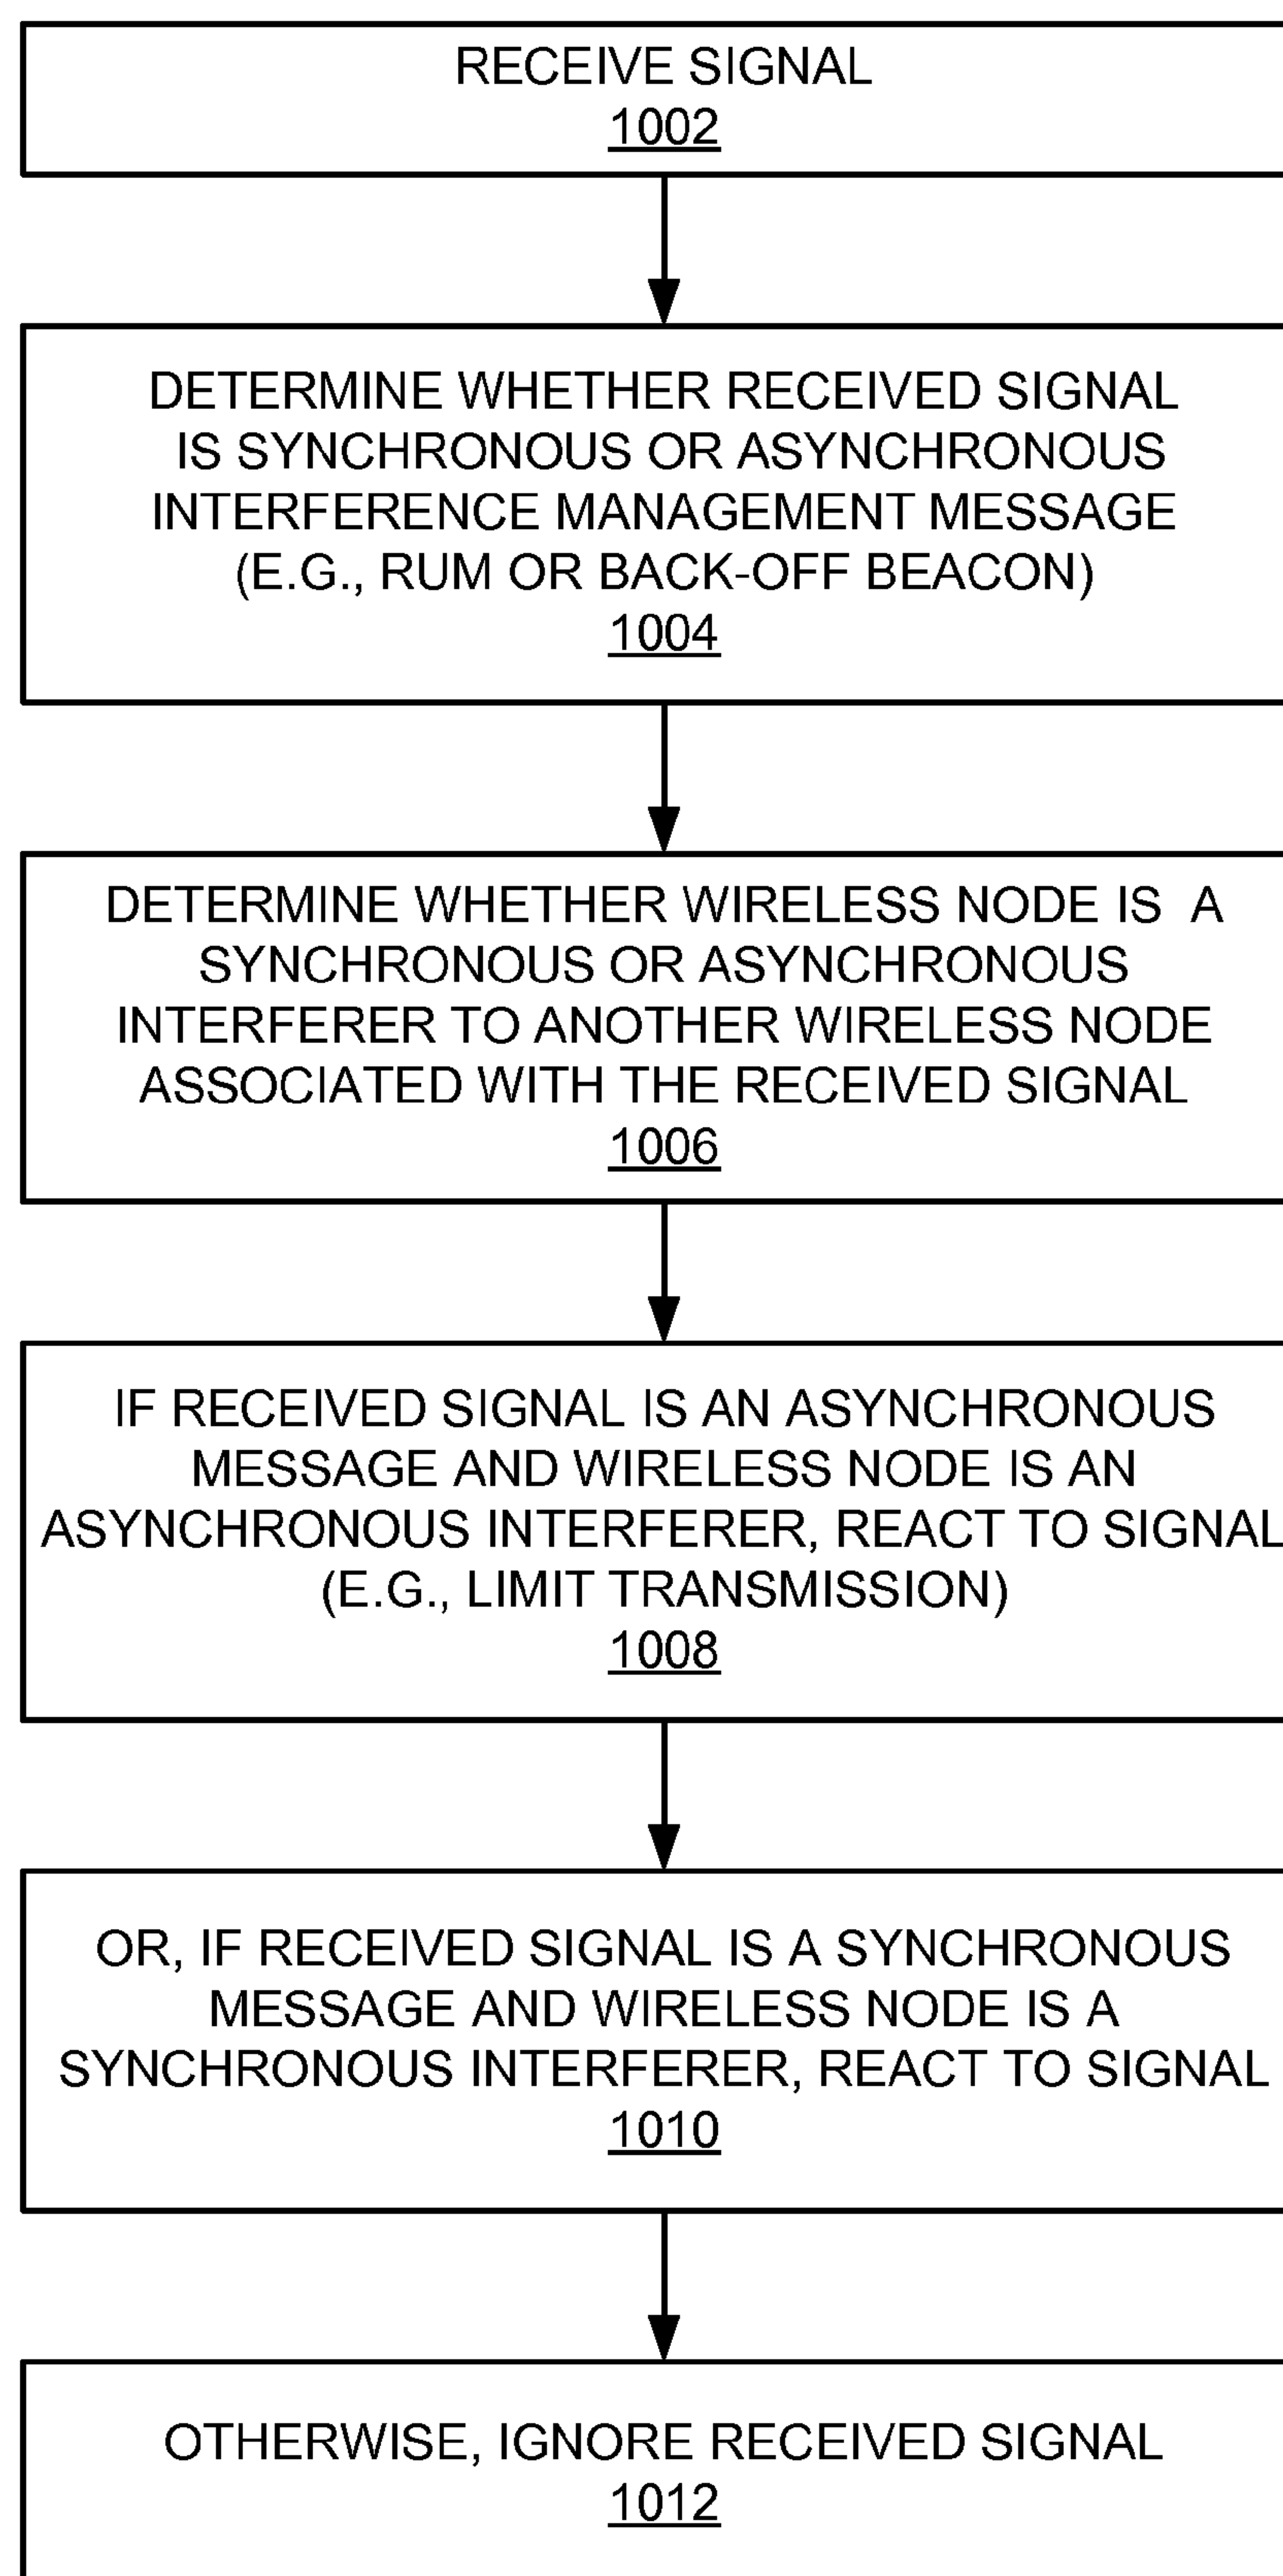 RECEIVE SIGNAL
1002
DETERMINE WHETHER RECEIVED SIGNAL
IS SYNCHRONOUS OR ASYNCHRONOUS
INTERFERENCE MANAGEMENT MESSAGE
(E.G., RUM OR BACK-OFF BEACON)
1004
DETERMINE WHETHER WIRELESS NODE IS A
SYNCHRONOUS OR ASYNCHRONOUS
INTERFERER TO ANOTHER WIRELESS NODE
ASSOCIATED WITH THE RECEIVED SIGNAL
1006
IF RECEIVED SIGNAL IS AN ASYNCHRONOUS
MESSAGE AND WIRELESS NODE IS AN
ASYNCHRONOUS INTERFERER, REACT TO SIGNAL
(E.G., LIMIT TRANSMISSION)
1008
OR, IF RECEIVED SIGNAL IS A SYNCHRONOUS
MESSAGE AND WIRELESS NODE IS A
SYNCHRONOUS INTERFERER, REACT TO SIGNAL
1010
OTHERWISE, IGNORE RECEIVED SIGNAL
1012